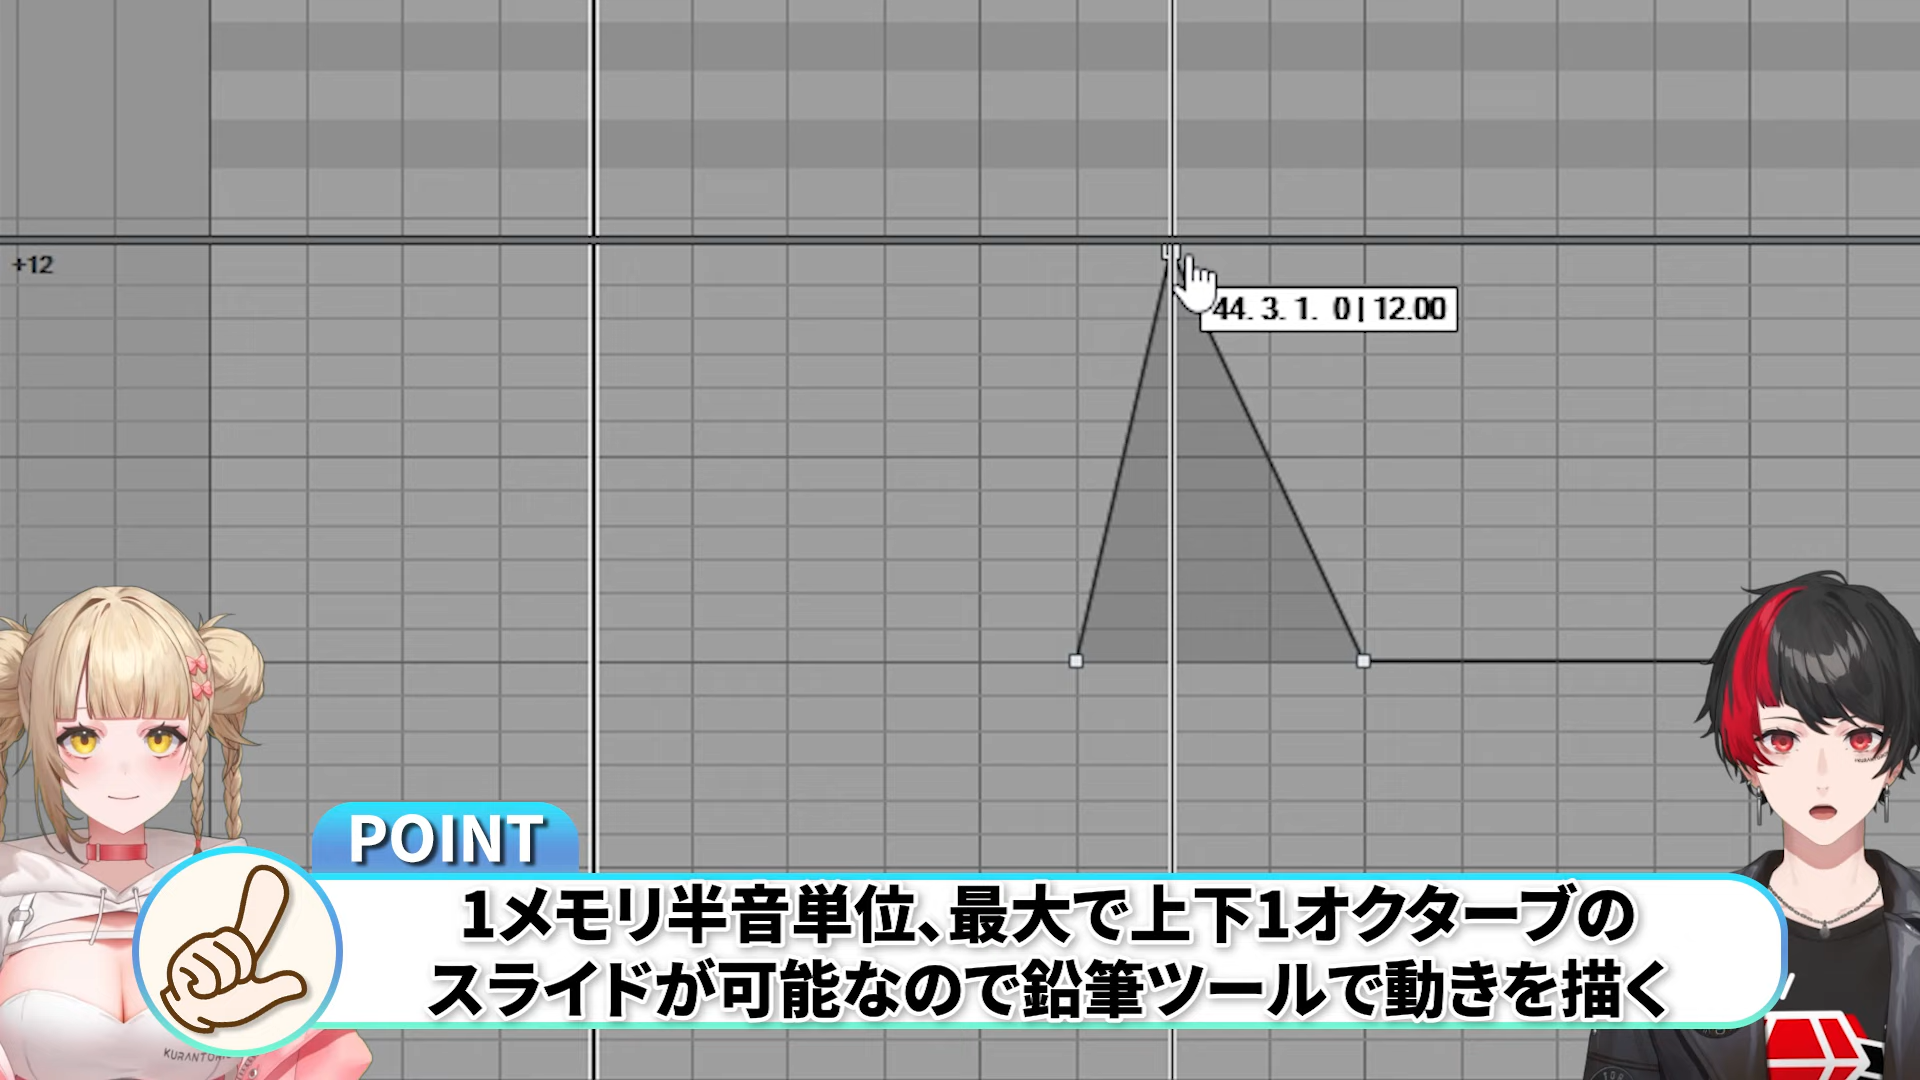 +12
44. 3. 1. 0 | 12.00
POINT
1メモリ半音単位、最大で上下1オクターブの
スライドが可能なので鉛筆ツールで動きを描く